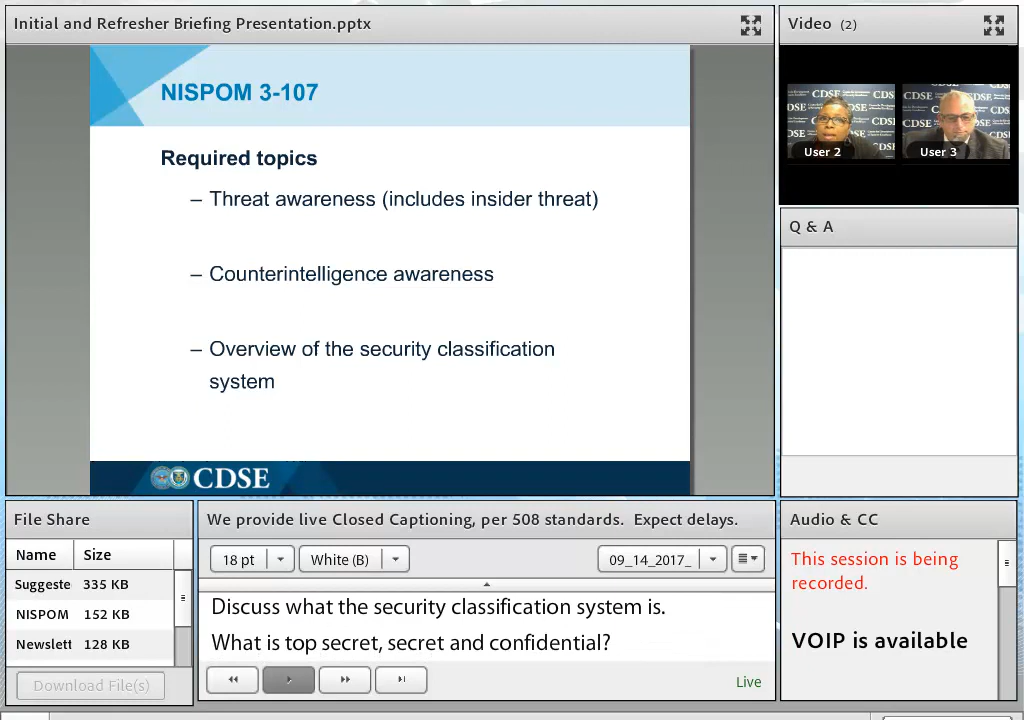 Initial and Refresher Briefing Presentation.pptx
NISPOM 3-107
Required topics
– Threat awareness (includes insider threat)
– Counterintelligence awareness
– Overview of the security classification
system
CDSE
Video (2)
CDSE
CDSE
User 2
User 3
Q & A
File Share
Name Size
Suggeste 335 KB
NISPOM 152 KB
Newslett 128 KB
Download File(s)
We provide live Closed Captioning, per 508 standards. Expect delays.
18 pt White (B) 09_14_2017_
Discuss what the security classification system is.
What is top secret, secret and confidential?
Live
Audio & CC
This session is being
recorded.
VOIP is available